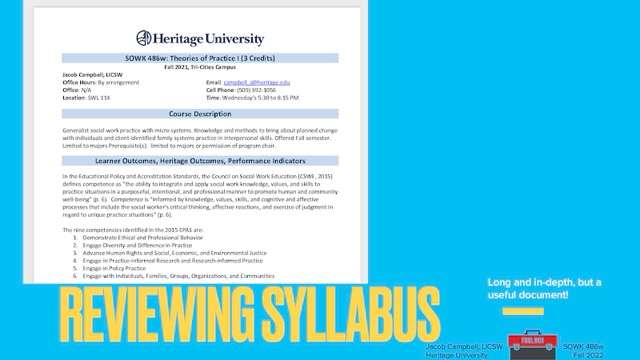 Heritage University
SOWK 486w: Theories of Practice I (3 Credits)
Fall 2021, Tri-Cities Campus
Jacob Campbell, LICSW
Office Hours: By arrangement
Email: campbell_j@heritage.edu
Office: N/A
Cell Phone: (509) 392-1056
Location: SWL 114
Time: Wednesday's 5:30 to 8:15 PM
Course Description
Generalist social work practice with micro systems. Knowledge and methods to bring about planned change
with individuals and client-identified family systems practice in interpersonal skills. Offered Fall semester.
Limited to majors Prerequisite(s): limited to majors or permission of program chair.
Learner Outcomes, Heritage Outcomes, Performance Indicators
In the Educational Policy and Accreditation Standards, the Council on Social Work Education (CSWE, 2015)
defines competence as "the ability to integrate and apply social work knowledge, values, and skills to
practice situations in a purposeful, intentional, and professional manner to promote human and community
well-being" (p. 6). Competence is "informed by knowledge, values, skills, and cognitive and affective
processes that include the social worker's critical thinking, affective reactions, and exercise of judgment in
regard to unique practice situations" (p. 6).
The nine competencies identified in the 2015 EPAS are:
1. Demonstrate Ethical and Professional Behavior
2. Engage Diversity and Difference in Practice
3. Advance Human Rights and Social, Economic, and Environmental Justice
4. Engage in Practice-informed Research and Research-informed Practice
5. Engage in Policy Practice
6. Engage with Individuals, Families, Groups, Organizations, and Communities
REVIEWING SYLLABUS
Long and in-depth, but a
useful document!
TOOL BOX
Jacob Campbell, LICSW
Heritage University
SOWK 486w
Fall 2022